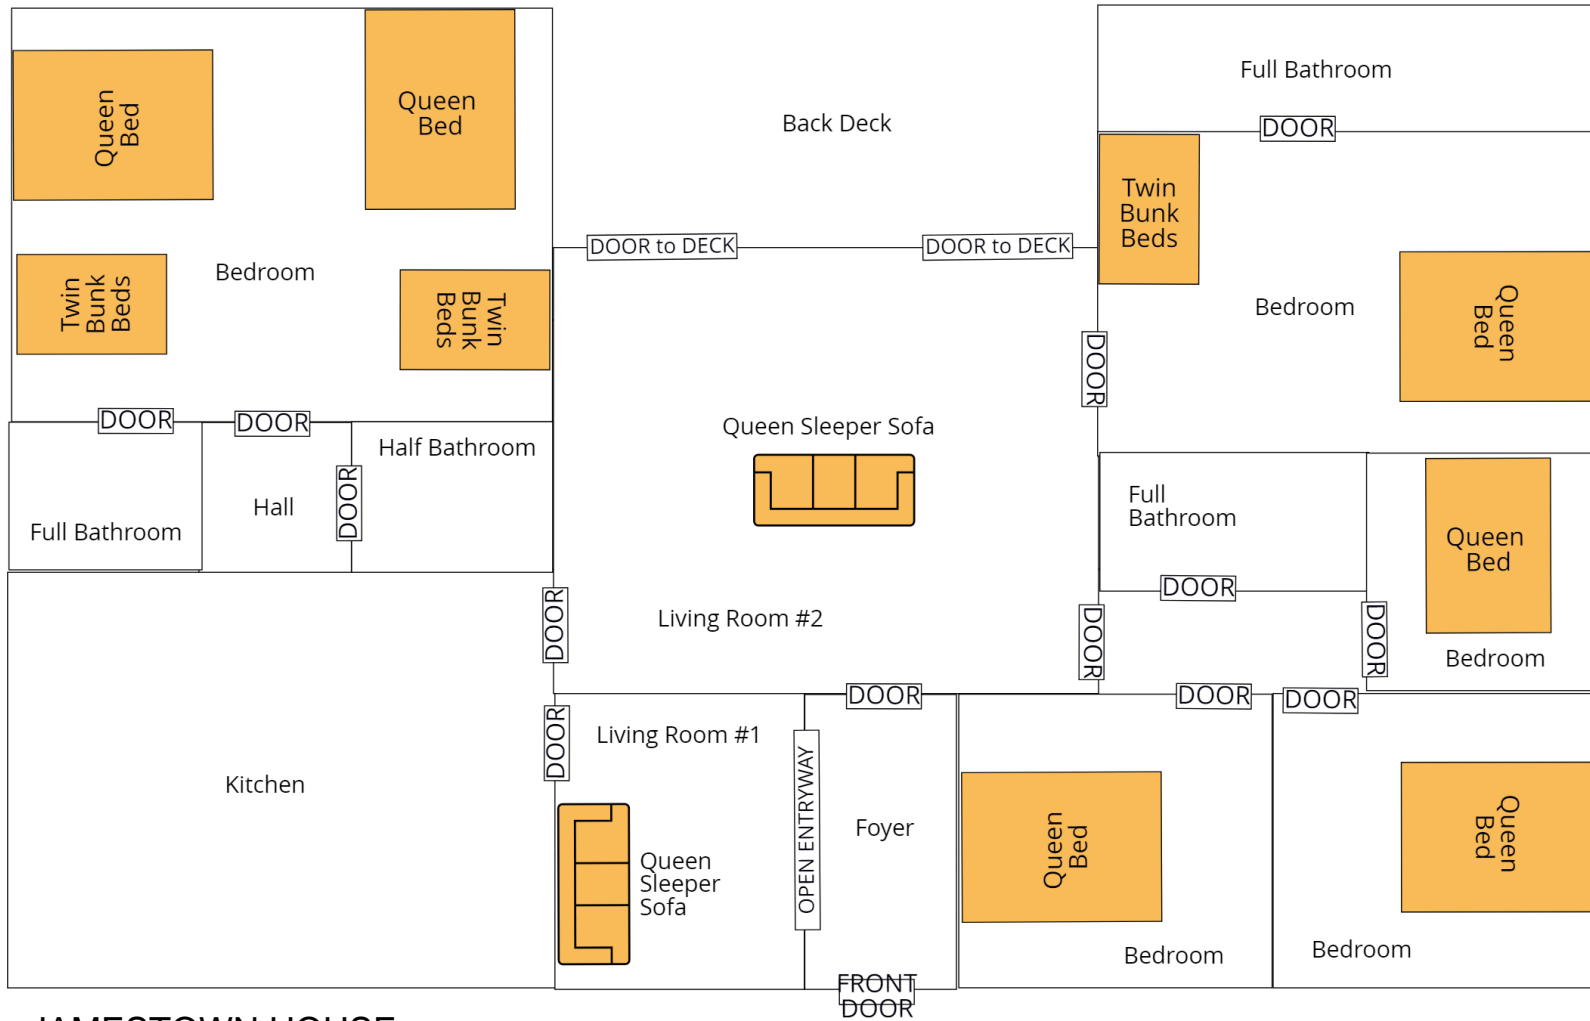 Queen
Bed
Queen
Bed
Twin
Bunk
Beds
Bedroom
Twin
Bunk
Beds
DOOR
DOOR
Full Bathroom
Hall
DOOR
Half Bathroom
Kitchen
Back Deck
DOOR to DECK
DOOR to DECK
Queen Sleeper Sofa
Living Room #2
DOOR
DOOR
DOOR
DOOR
DOOR
Living Room #1
Queen
Sleeper
Sofa
OPEN ENTRYWAY
Foyer
FRONT
DOOR
Full Bathroom
DOOR
Twin
Bunk
Beds
Bedroom
Queen
Bed
Full
Bathroom
DOOR
Queen
Bed
Bedroom
DOOR
DOOR
DOOR
Queen
Bed
Bedroom
Queen
Bed
Bedroom
JAMESTOWN HOUSE